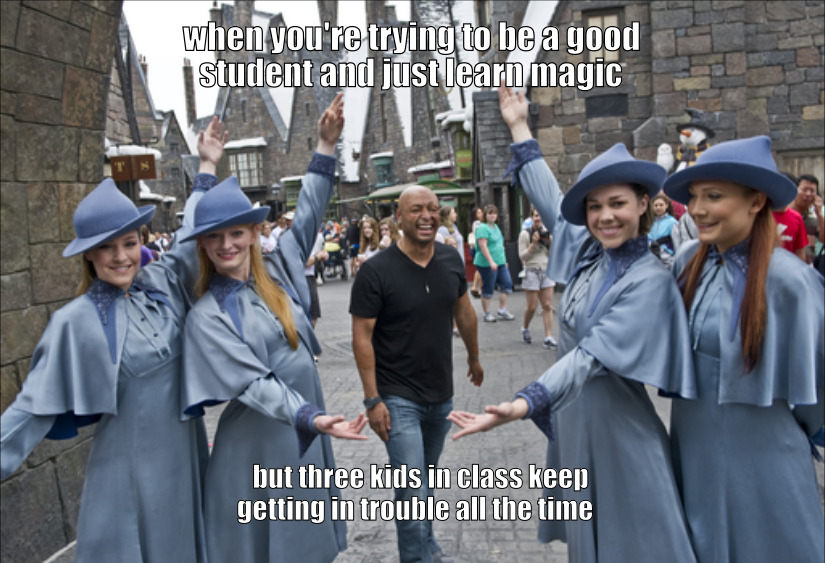 when you're trying to be a good
student and just learn magic
T S
but three kids in class keep
getting in trouble all the time